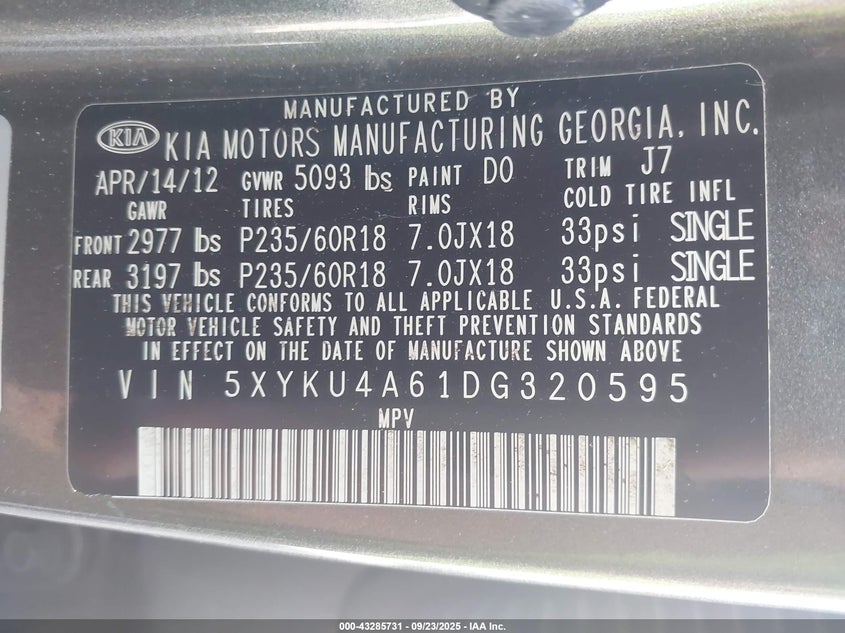 MANUFACTURED BY
KIA KIA MOTORS MANUFACTURING GEORGIA, INC.
APR/14/12 GVWR 5093 lbs PAINT D0 TRIM J7
GAWR TIRES RIMS COLD TIRE INFL
FRONT 2977 lbs P235/60R18 7.0JX18 33psi SINGLE
REAR 3197 lbs P235/60R18 7.0JX18 33psi SINGLE
THIS VEHICLE CONFORMS TO ALL APPLICABLE U.S.A. FEDERAL
MOTOR VEHICLE SAFETY AND THEFT PREVENTION STANDARDS
IN EFFECT ON THE DATE OF MANUFACTURE SHOWN ABOVE
VIN 5XYKU4A61DG320595
MPV
000-43285731 - 09/23/2025 - IAA Inc.